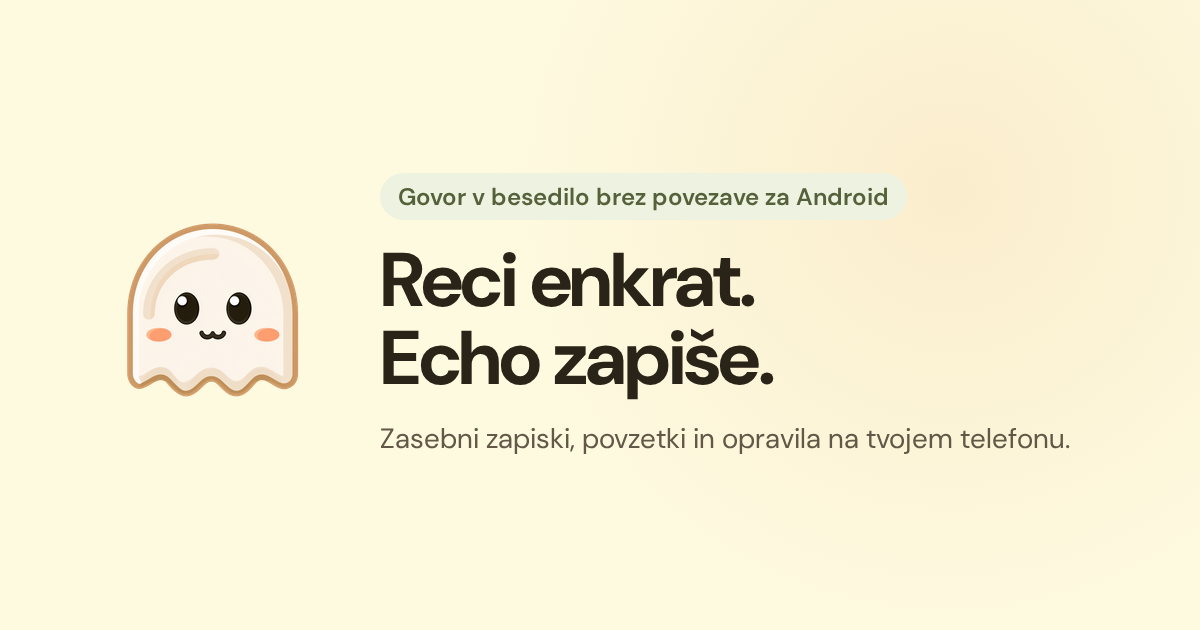 Govor v besedilo brez povezave za Android
Reci enkrat.
Echo zapiše.
Zasebni zapiski, povzetki in opravila na tvojem telefonu.